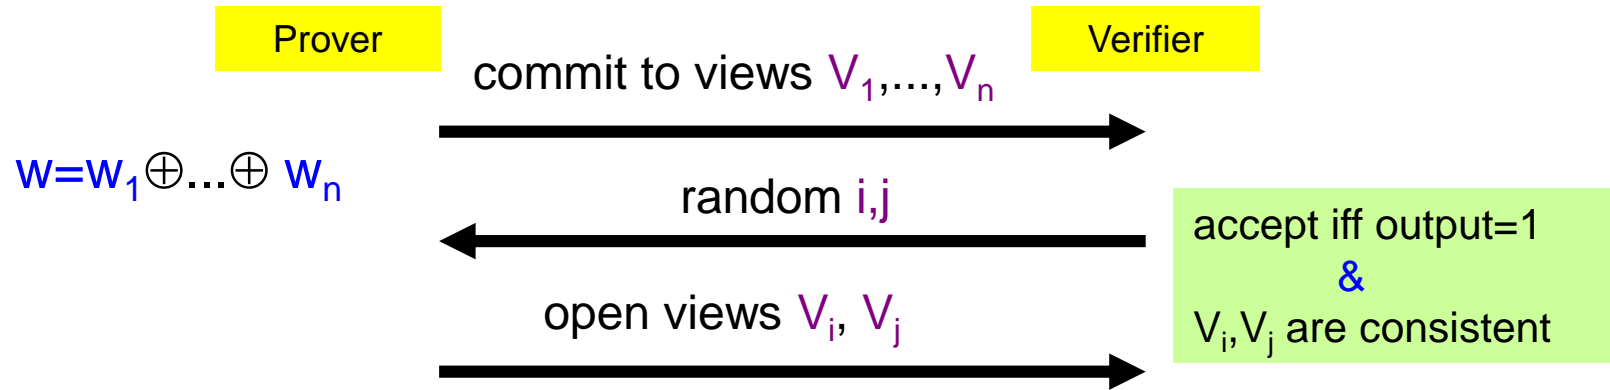 Prover
Verifier
commit to views V₁,...,Vₙ
w=w₁⊕...⊕ wₙ
random i,j
accept iff output=1
&
Vᵢ,Vⱼ are consistent
open views Vᵢ, Vⱼ